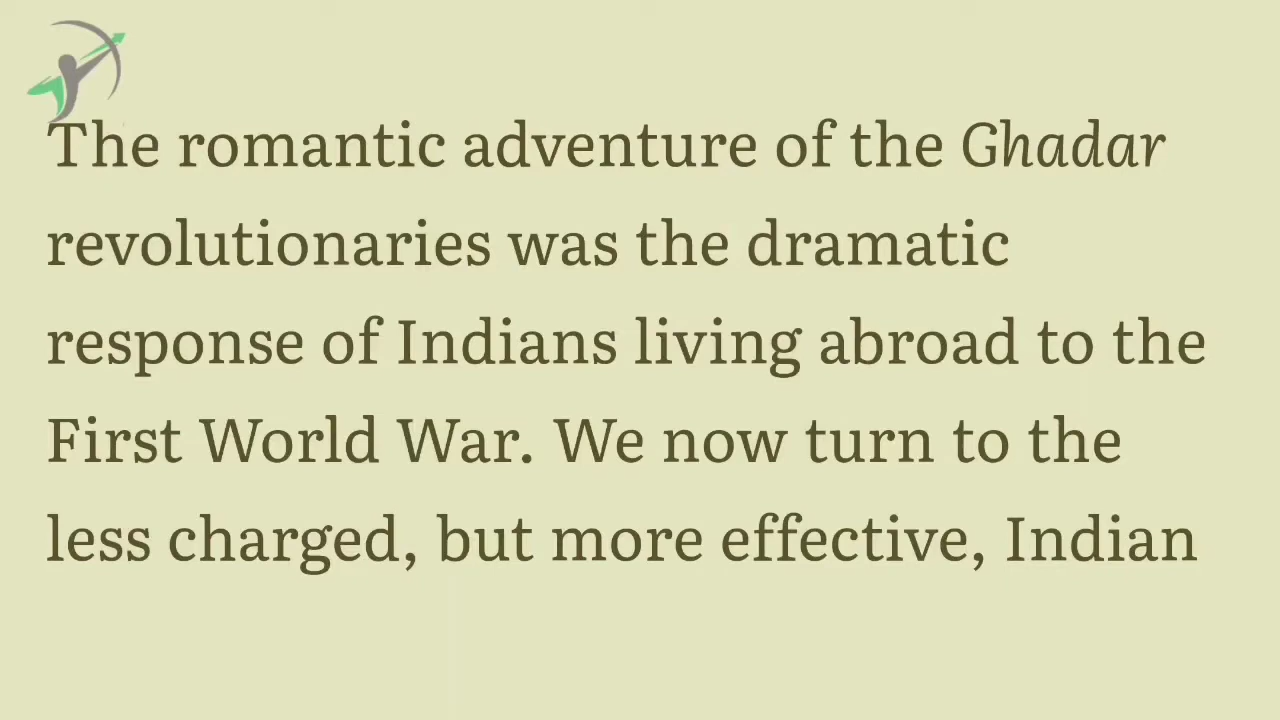 The romantic adventure of the Ghadar
revolutionaries was the dramatic
response of Indians living abroad to the
First World War. We now turn to the
less charged, but more effective, Indian